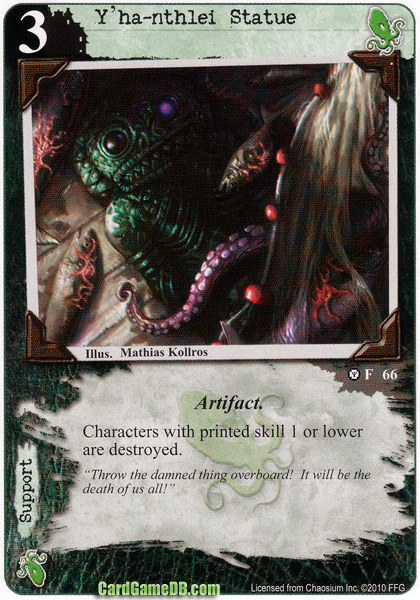 3
Y'ha-nthlei Statue
Illus. Mathias Kollros
F 66
Artifact.
Characters with printed skill 1 or lower
are destroyed.
“Throw the damned thing overboard! It will be the
death of us all!”
Support
Licensed from Chaosium Inc. ©2010 FFG
CardGameDB.com